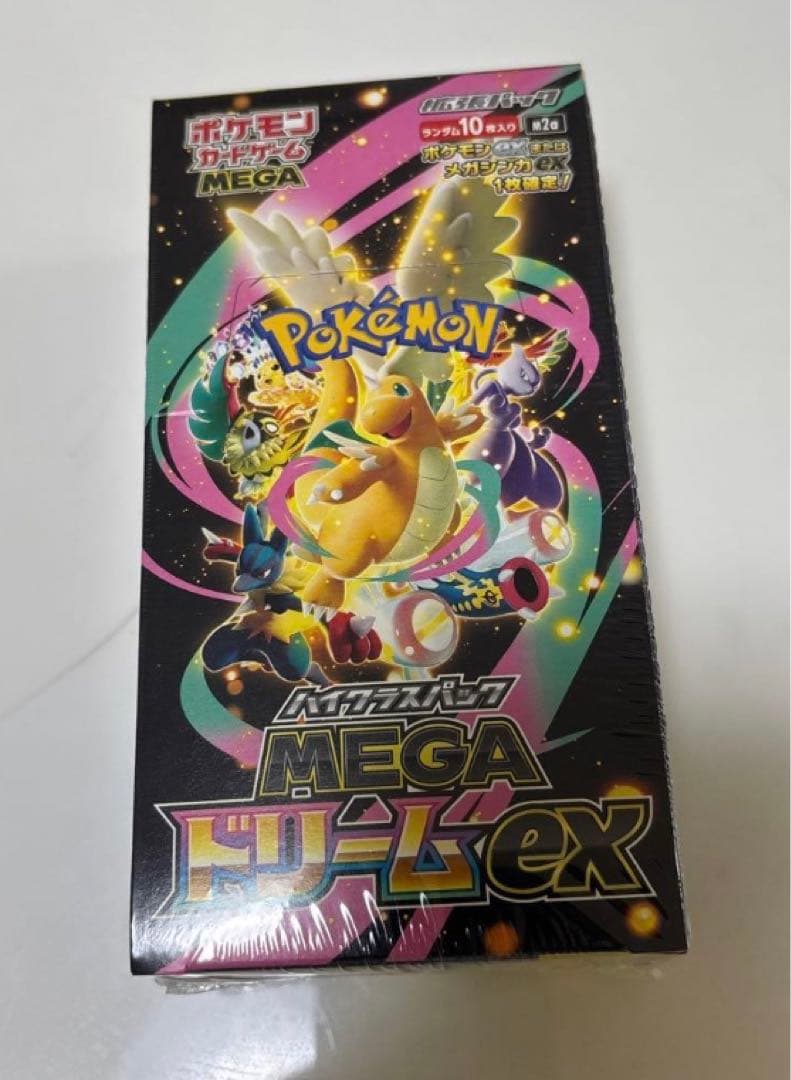 ポケモン
カードゲーム
MEGA
拡張パック
ランダム10枚入り
第2a
ポケモンexまたは
メガシンカex
1枚確定!
POKéMON
ハイクラスパック
MEGA
ドリームex